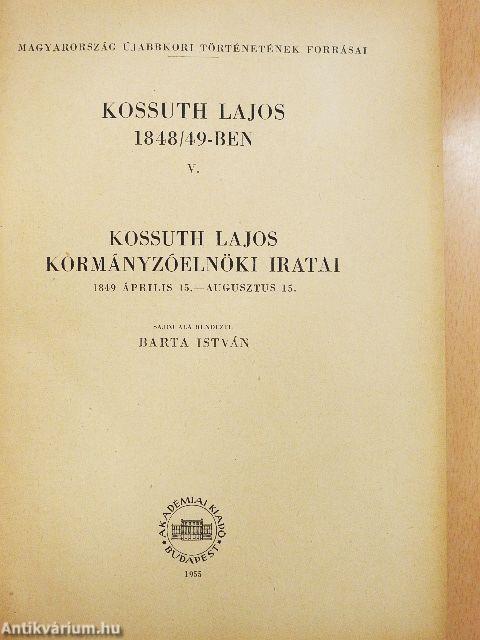 MAGYARORSZÁG ÚJABBKORI TÖRTÉNETÉNEK FORRÁSAI
KOSSUTH LAJOS
1848/49-BEN
V.
KOSSUTH LAJOS
KORMÁNYZÓELNÖKI IRATAI
1849 ÁPRILIS 15.—AUGUSZTUS 15.
SAJTÓ ALÁ RENDEZTE
BARTA ISTVÁN
AKADÉMIAI KIADÓ
BUDAPEST
1955
Antikvárium.hu